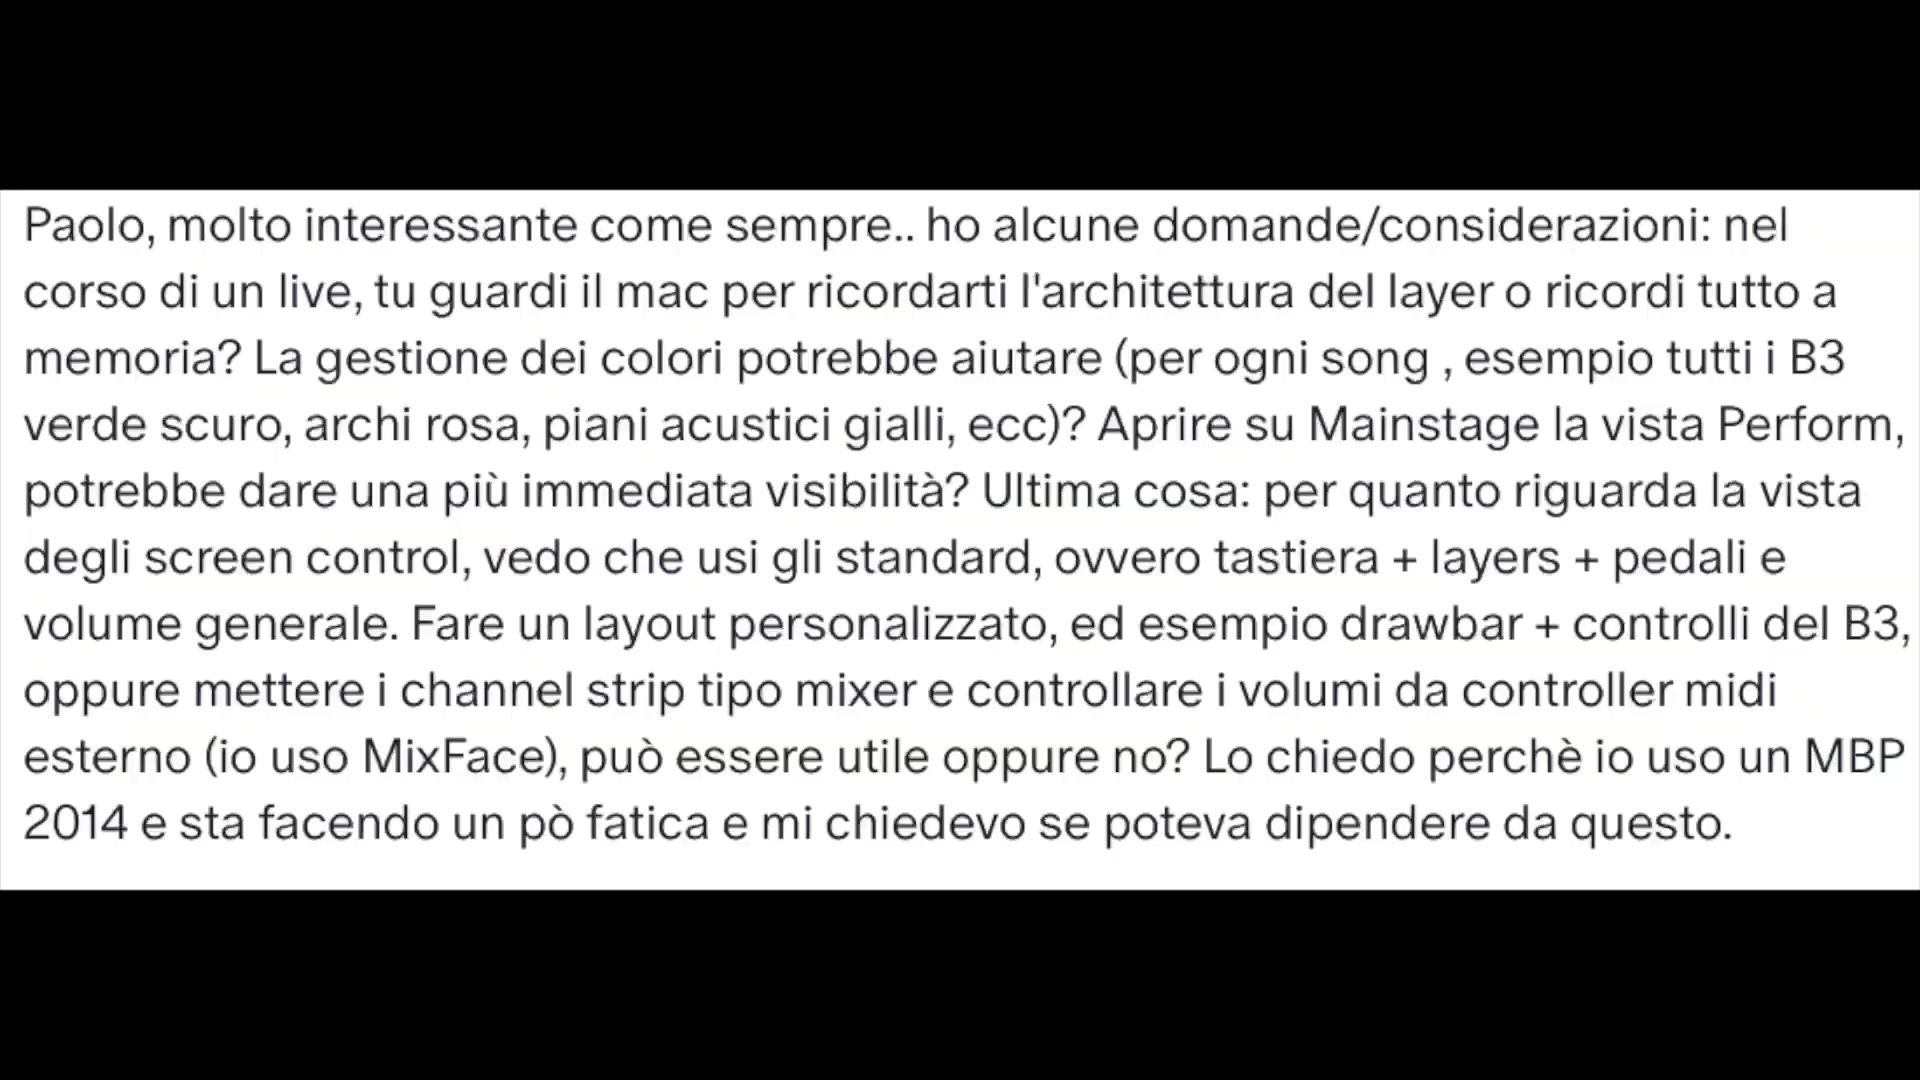 Paolo, molto interessante come sempre.. ho alcune domande/considerazioni: nel
corso di un live, tu guardi il mac per ricordarti l'architettura del layer o ricordi tutto a
memoria? La gestione dei colori potrebbe aiutare (per ogni song , esempio tutti i B3
verde scuro, archi rosa, piani acustici gialli, ecc)? Aprire su Mainstage la vista Perform,
potrebbe dare una più immediata visibilità? Ultima cosa: per quanto riguarda la vista
degli screen control, vedo che usi gli standard, ovvero tastiera + layers + pedali e
volume generale. Fare un layout personalizzato, ed esempio drawbar + controlli del B3,
oppure mettere i channel strip tipo mixer e controllare i volumi da controller midi
esterno (io uso MixFace), può essere utile oppure no? Lo chiedo perchè io uso un MBP
2014 e sta facendo un pò fatica e mi chiedevo se poteva dipendere da questo.